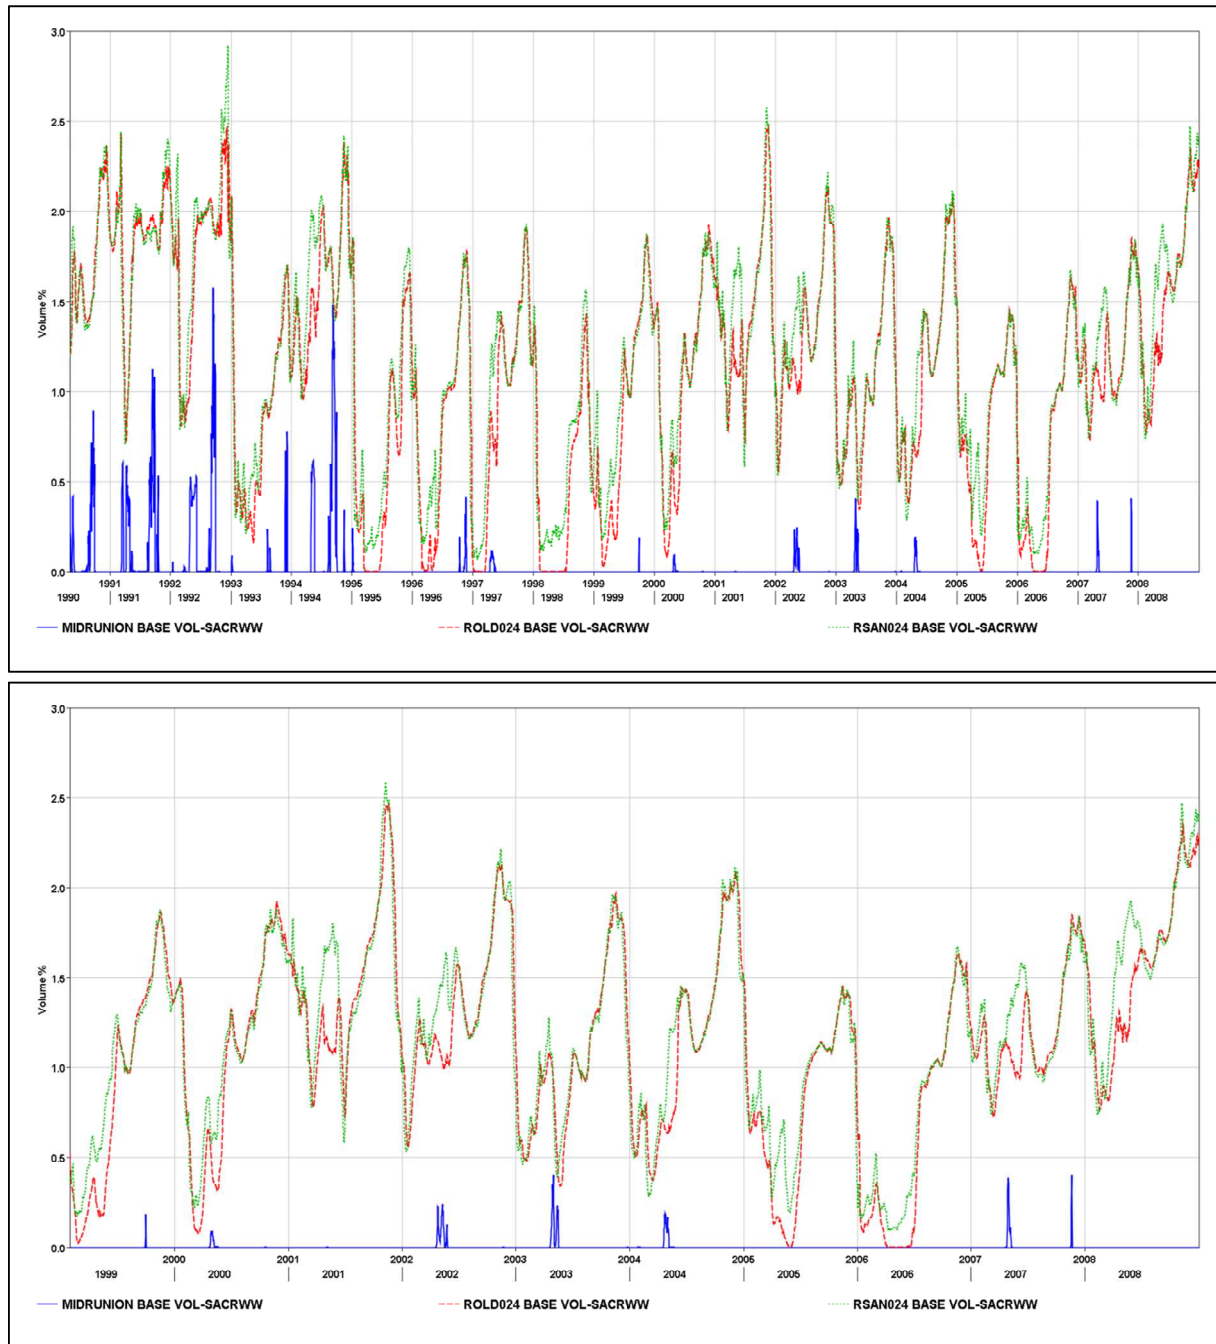 3.0
2.5
2.0
Volume %
1.5
1.0
0.5
0.0
1991 1992 1993 1994 1995 1996 1997 1998 1999 2000 2001 2002 2003 2004 2005 2006 2007 2008
1990 1991 1992 1993 1994 1995 1996 1997 1998 1999 2000 2001 2002 2003 2004 2005 2006 2007 2008
MIDRUNION BASE VOL-SACRWW ROLD024 BASE VOL-SACRWW RSAN024 BASE VOL-SACRWW
3.0
2.5
2.0
Volume %
1.5
1.0
0.5
0.0
2000 2001 2002 2003 2004 2005 2006 2007 2008
1999 2000 2001 2002 2003 2004 2005 2006 2007 2008
MIDRUNION BASE VOL-SACRWW ROLD024 BASE VOL-SACRWW RSAN024 BASE VOL-SACRWW